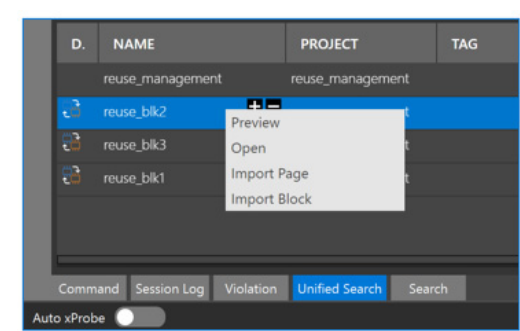 D. NAME PROJECT TAG
reuse_management reuse_management
reuse_blk2 t
Preview
Open
reuse_blk3 t
Import Page
reuse_blk1 t
Import Block
Command Session Log Violation Unified Search Search
Auto xProbe